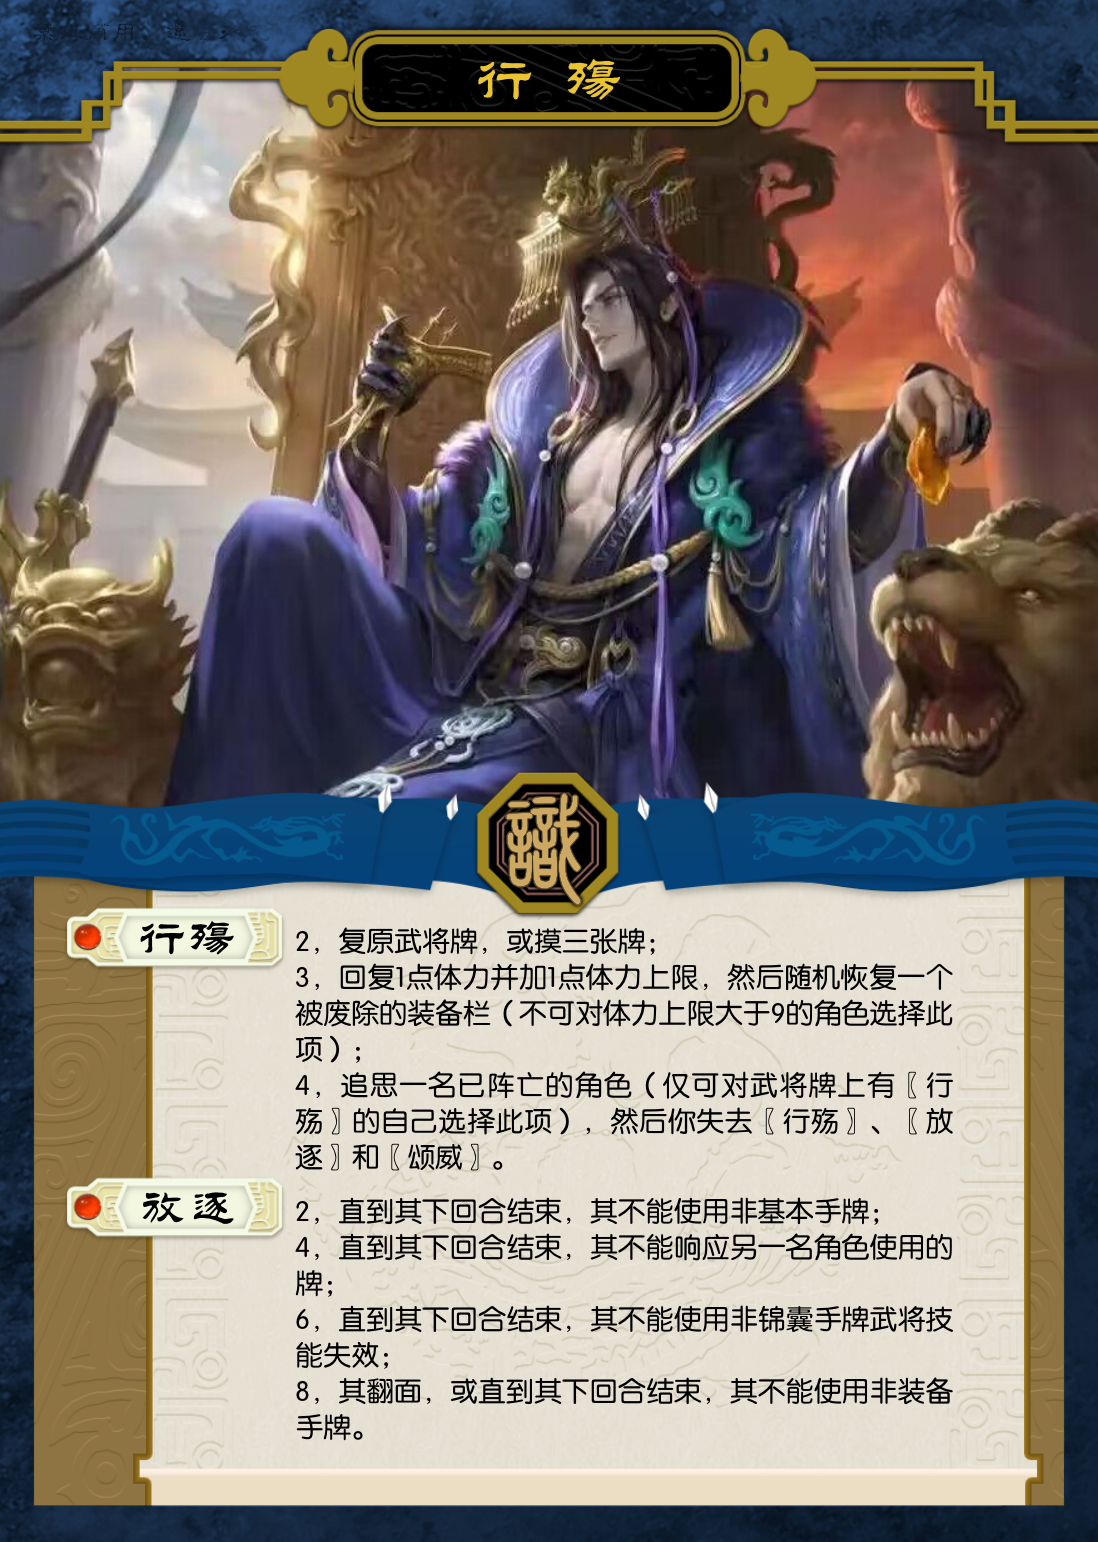 行 殤
識
行殤
2，复原武将牌，或摸三张牌；
3，回复1点体力并加1点体力上限，然后随机恢复一个
被废除的装备栏（不可对体力上限大于9的角色选择此
项）；
4，追思一名已阵亡的角色（仅可对武将牌上有〖行
殇〗的自己选择此项），然后你失去〖行殇〗、〖放
逐〗和〖颂威〗。
放逐
2，直到其下回合结束，其不能使用非基本手牌；
4，直到其下回合结束，其不能响应另一名角色使用的
牌；
6，直到其下回合结束，其不能使用非锦囊手牌武将技
能失效；
8，其翻面，或直到其下回合结束，其不能使用非装备
手牌。